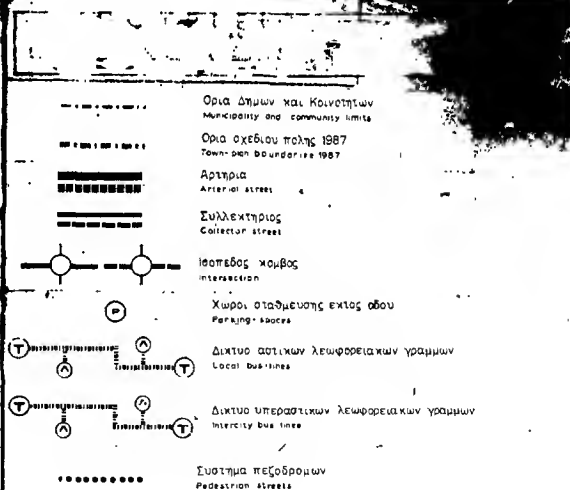 Ορια Δημων και Κοινοτητων
Municipality and community limits
Ορια σχεδιου πολης 1987
Town-plan boundaries 1987
Αρτηρια
Arterial street
Συλλεκτηριος
Collector street
Ισοπεδος κομβος
Intersection
P
Χωροι σταθμευσης εκτος οδου
Parking-spaces
T
T
Δικτυο αστικων λεωφορειακων γραμμων
Local bus-lines
T
T
Δικτυο υπεραστικων λεωφορειακων γραμμων
Intercity bus lines
Συστημα πεζοδρομων
Pedestrian streets